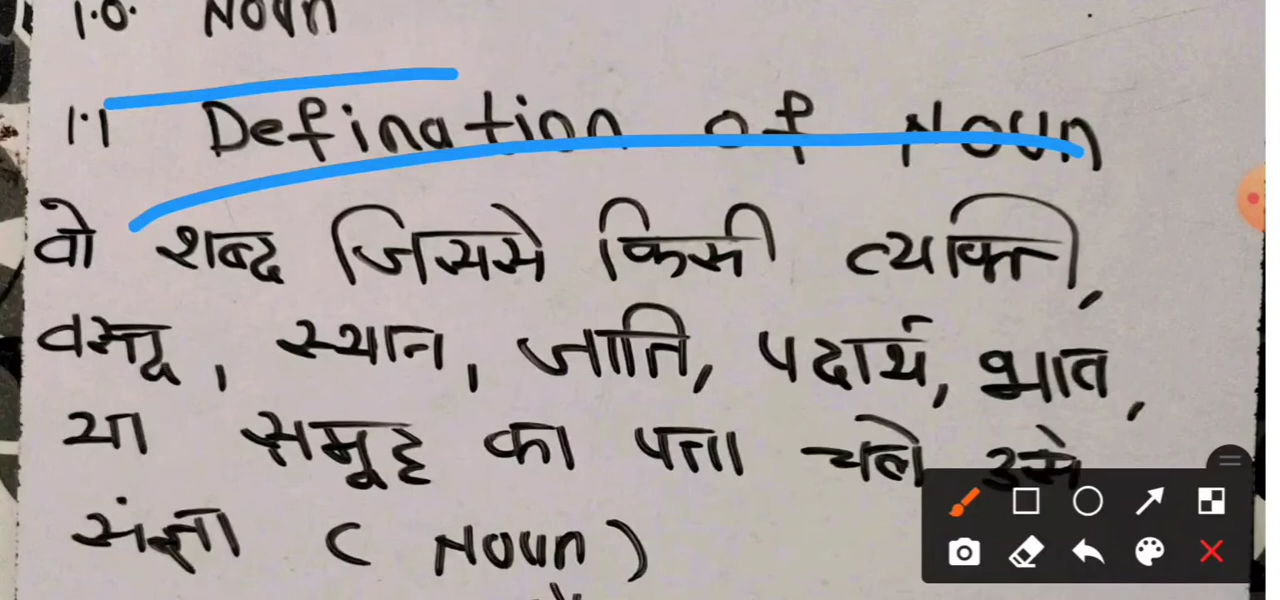 1.0. Noun
1.1 Defination of Noun
वो शब्द जिससे किसी व्यक्ति,
वस्तू, स्थान, जाति, पदार्थ, भाव,
या समूह का पत्ता चले उसे
संज्ञा ( Noun )